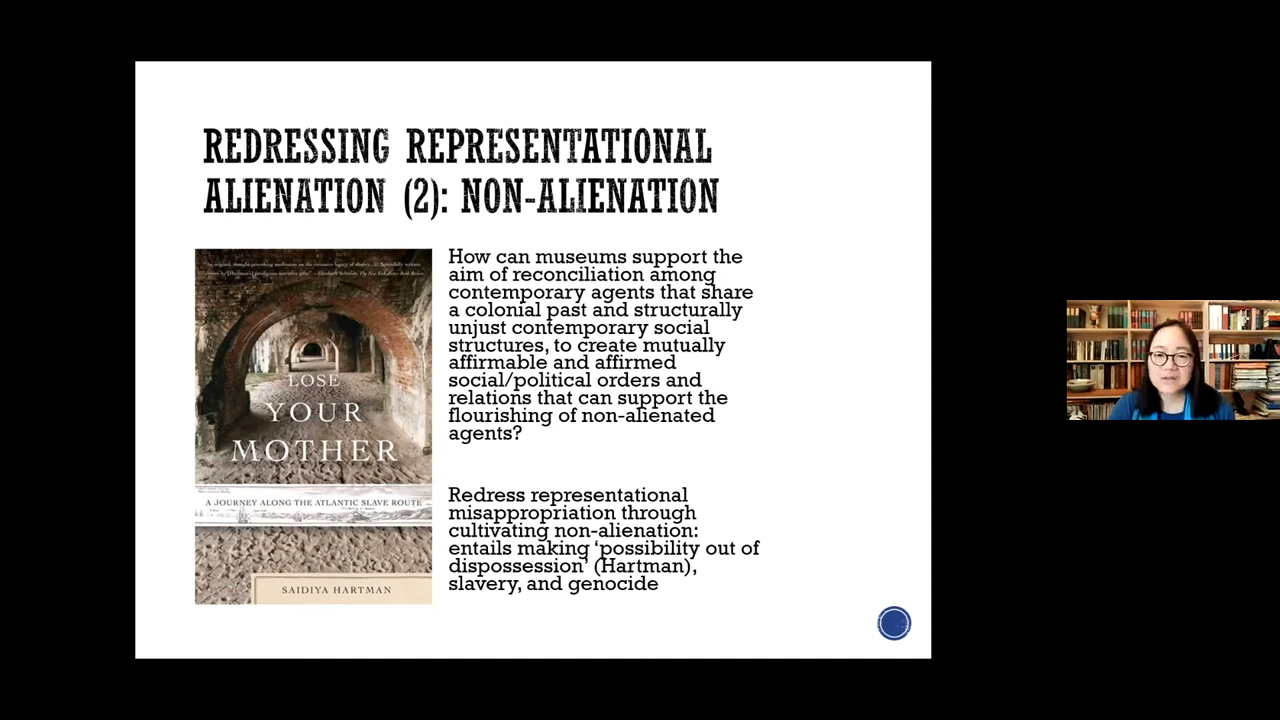 REDRESSING REPRESENTATIONAL
ALIENATION (2): NON-ALIENATION
How can museums support the
aim of reconciliation among
contemporary agents that share
a colonial past and structurally
unjust contemporary social
structures, to create mutually
affirmable and affirmed
social/political orders and
relations that can support the
flourishing of non-alienated
agents?
Redress representational
misappropriation through
cultivating non-alienation:
entails making ‘possibility out of
dispossession’ (Hartman),
slavery, and genocide
LOSE
YOUR
MOTHER
A JOURNEY ALONG THE ATLANTIC SLAVE ROUTE
SAIDIYA HARTMAN